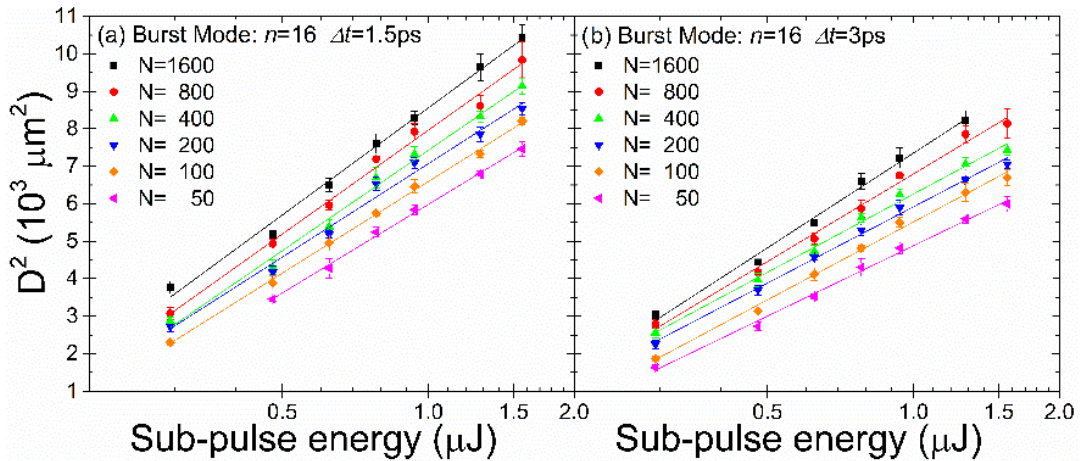 (a) Burst Mode: n=16 Δt=1.5ps
N=1600
N= 800
N= 400
N= 200
N= 100
N= 50
(b) Burst Mode: n=16 Δt=3ps
N=1600
N= 800
N= 400
N= 200
N= 100
N= 50
D² (10³ μm²)
11
10
9
8
7
6
5
4
3
2
1
0.5
1.0
1.5
2.0
0.5
1.0
1.5
2.0
Sub-pulse energy (μJ)
Sub-pulse energy (μJ)